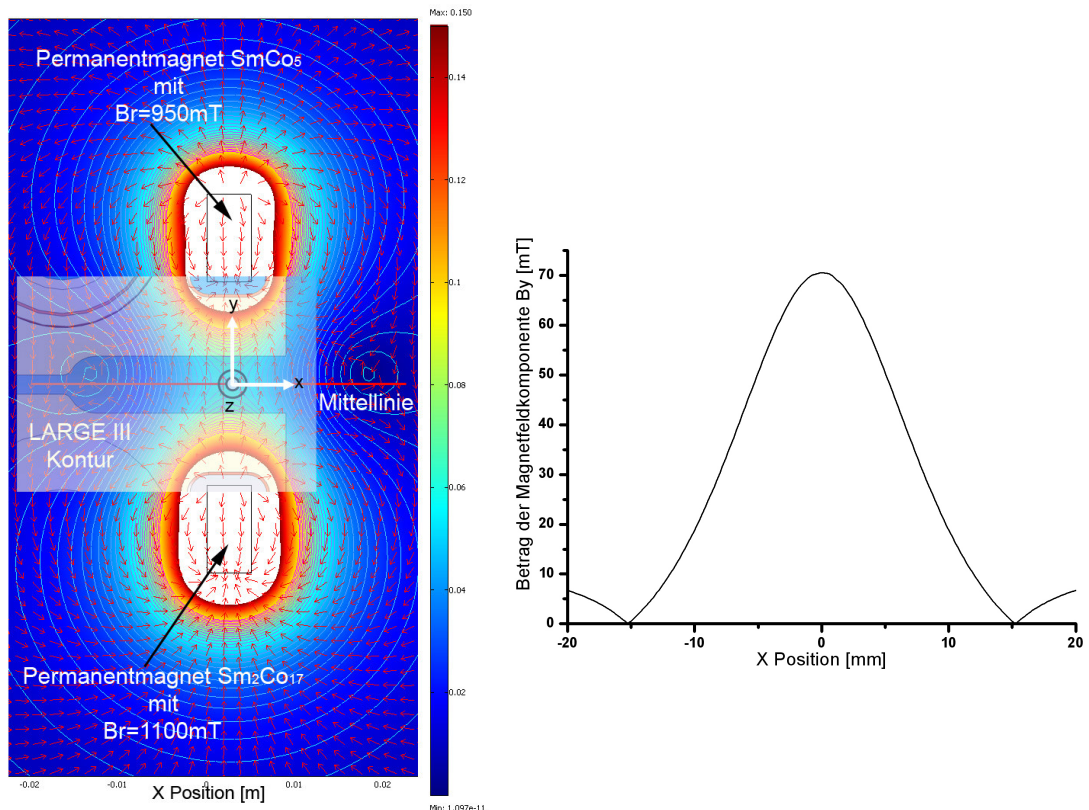 Max: 0.150
Permanentmagnet SmCo₅
mit
Br=950mT
y
x
z
Mittellinie
LARGE III
Kontur
Permanentmagnet Sm₂Co₁₇
mit
Br=1100mT
-0.02
-0.01
0
0.01
0.02
X Position [m]
0.14
0.12
0.1
0.08
0.06
0.04
0.02
Min: 1.097e-11
Betrag der Magnetfeldkomponente By [mT]
70
60
50
40
30
20
10
0
-20
-10
0
10
20
X Position [mm]